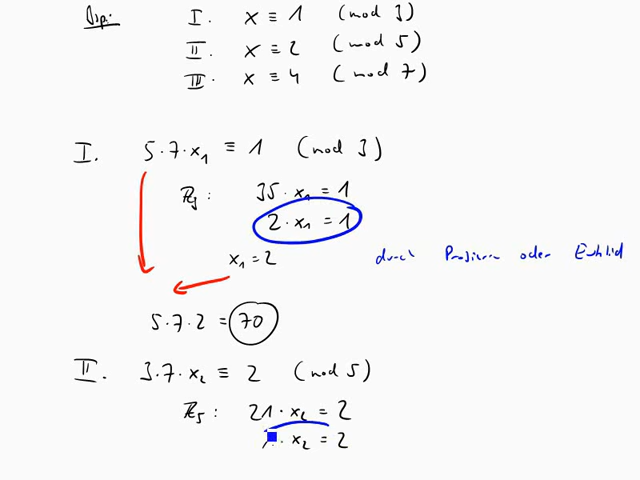 Bsp:
I. x ≡ 1 (mod 3)
II. x ≡ 2 (mod 5)
III. x ≡ 4 (mod 7)
I. 5·7·x₁ ≡ 1 (mod 3)
ℤ₃: 35·x₁ = 1
2·x₁ = 1
x₁ = 2 durch Probieren oder Euklid
5·7·2 = 70
II. 3·7·x₂ ≡ 2 (mod 5)
ℤ₅: 21·x₂ = 2
· x₂ = 2